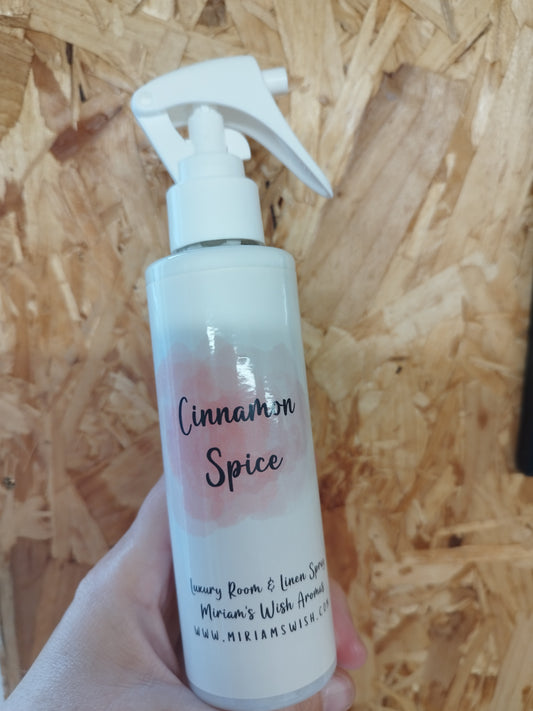 Cinnamon
Spice
Luxury Room & Linen Spray
Miriam's Wish Aromas
WWW.MIRIAMSWISH.COM